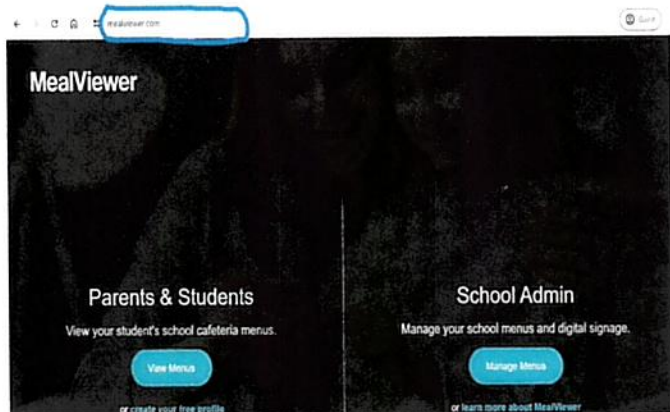 mealviewer.com
Guest
MealViewer
Parents & Students
View your student's school cafeteria menus.
View Menus
or create your free profile
School Admin
Manage your school menus and digital signage.
Manage Menus
or learn more about MealViewer